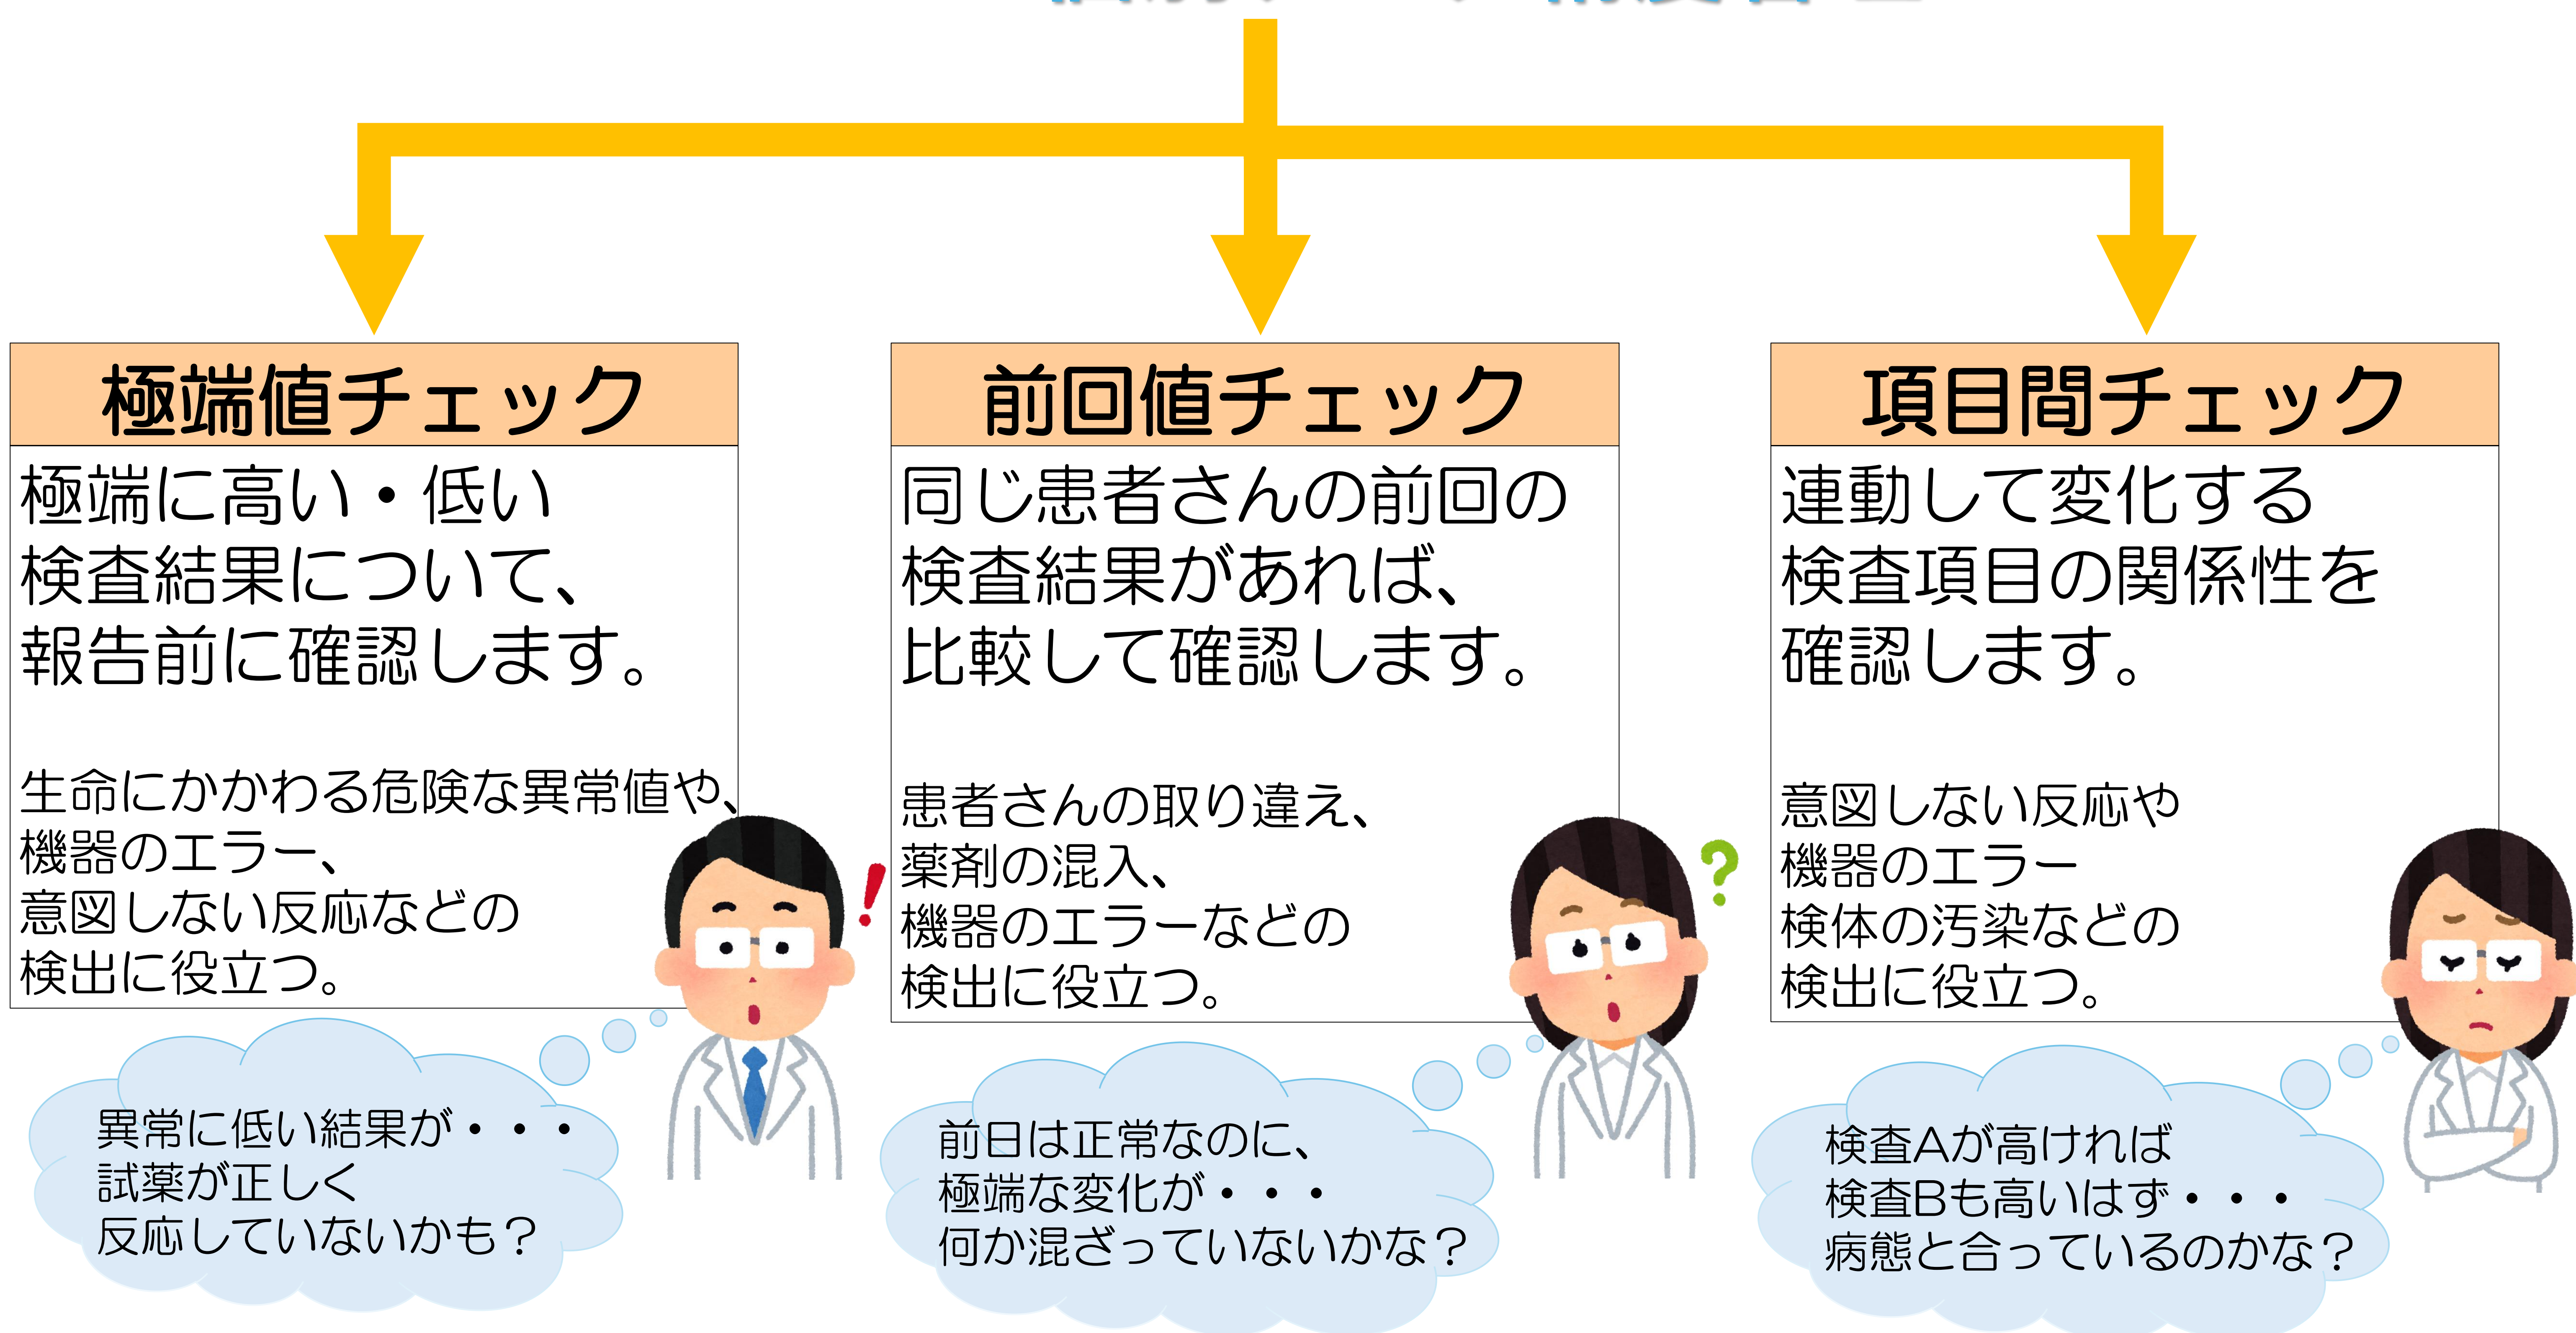 極端値チェック
極端に高い・低い
検査結果について、
報告前に確認します。
生命にかかわる危険な異常値や、
機器のエラー、
意図しない反応などの
検出に役立つ。
異常に低い結果が・・・
試薬が正しく
反応していないかも？
前回値チェック
同じ患者さんの前回の
検査結果があれば、
比較して確認します。
患者さんの取り違え、
薬剤の混入、
機器のエラーなどの
検出に役立つ。
前日は正常なのに、
極端な変化が・・・
何か混ざっていないかな？
項目間チェック
連動して変化する
検査項目の関係性を
確認します。
意図しない反応や
機器のエラー
検体の汚染などの
検出に役立つ。
検査Aが高ければ
検査Bも高いはず・・・
病態と合っているのかな？
！
？